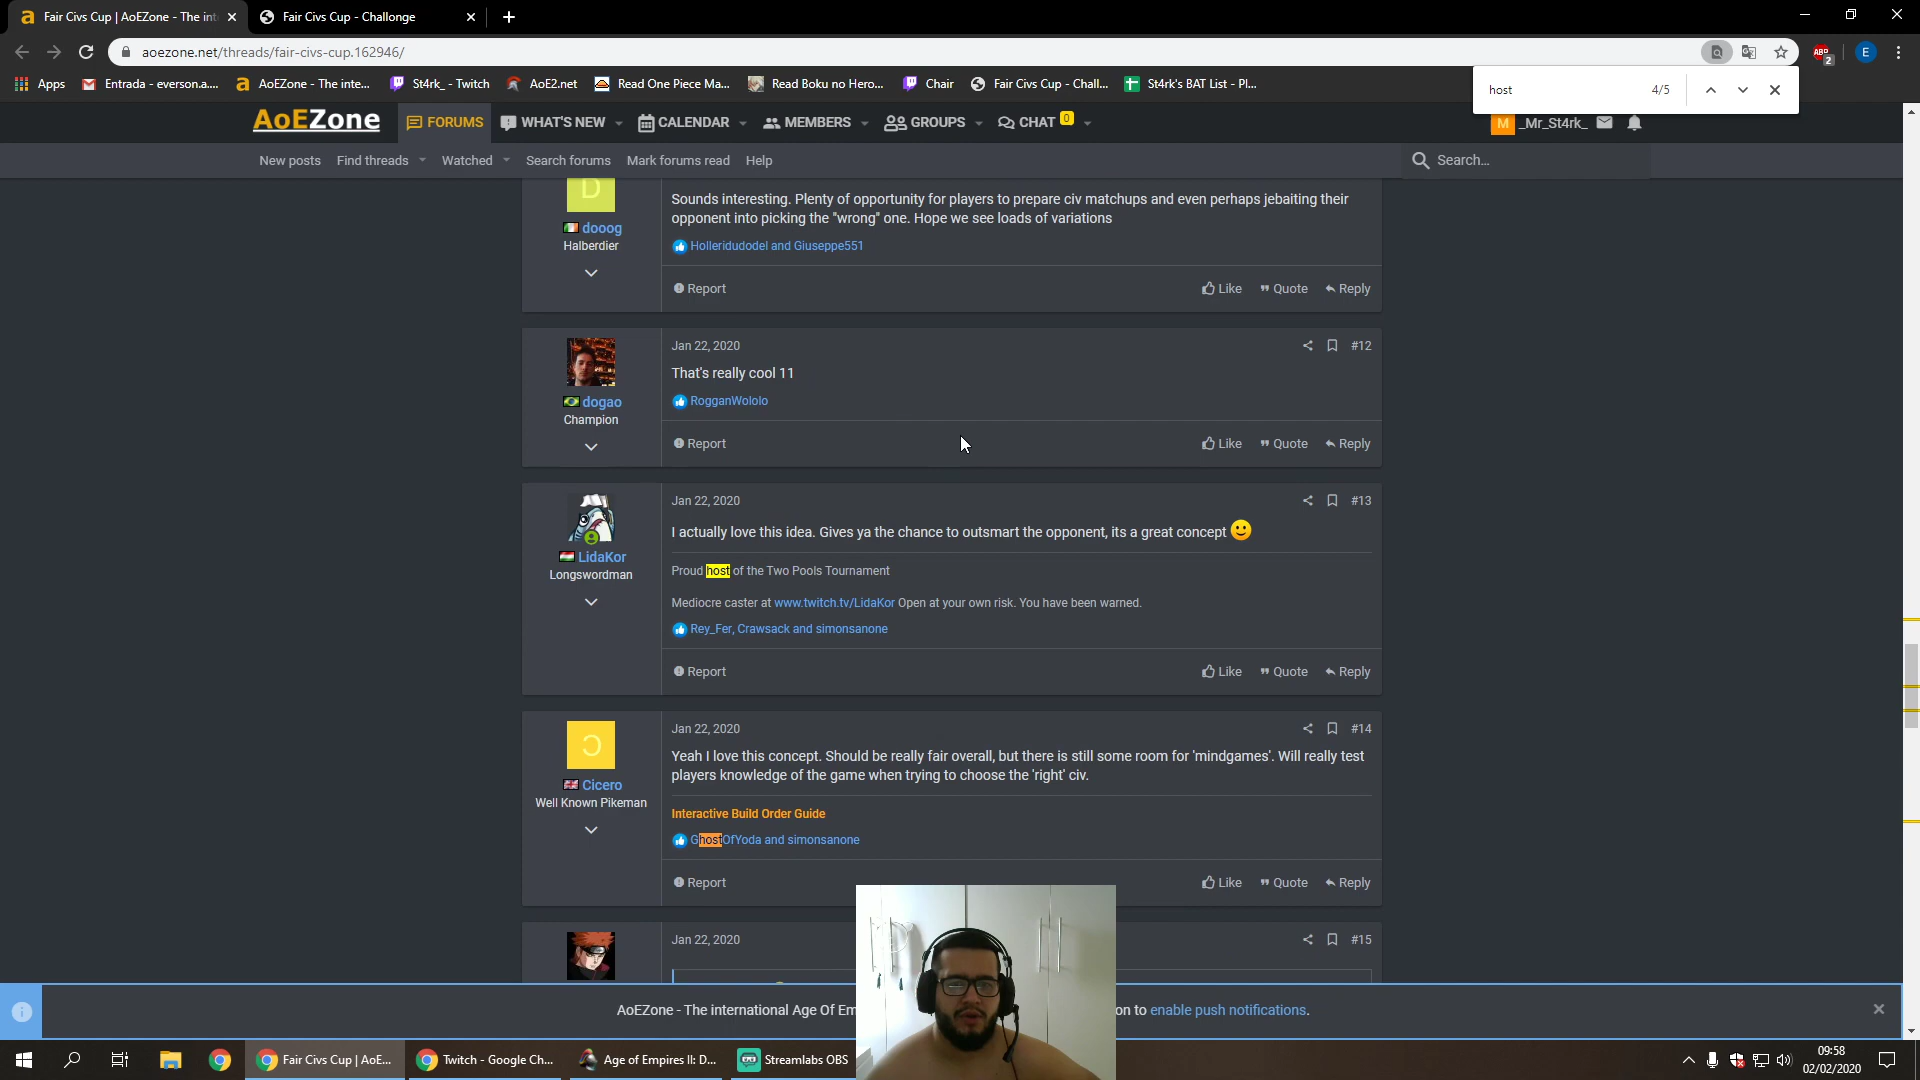 Fair Civs Cup | AoEZone - The int
Fair Civs Cup - Challonge
aoezone.net/threads/fair-civs-cup.162946/
ABP
2
E
Apps
Entrada - everson.a....
AoEZone - The inte...
St4rk_ - Twitch
AoE2.net
Read One Piece Ma...
Read Boku no Hero...
Chair
Fair Civs Cup - Chall...
St4rk's BAT List - Pl...
host
4/5
AoEZone
FORUMS
WHAT'S NEW
CALENDAR
MEMBERS
GROUPS
CHAT 0
M _Mr_St4rk_
New posts
Find threads
Watched
Search forums
Mark forums read
Help
Search...
D
dooog
Halberdier
Sounds interesting. Plenty of opportunity for players to prepare civ matchups and even perhaps jebaiting their
opponent into picking the "wrong" one. Hope we see loads of variations
Holleridudodel and Giuseppe551
Report
Like Quote Reply
Jan 22, 2020
#12
dogao
Champion
That's really cool 11
RogganWololo
Report
Like Quote Reply
Jan 22, 2020
#13
LidaKor
Longswordman
I actually love this idea. Gives ya the chance to outsmart the opponent, its a great concept
Proud host of the Two Pools Tournament
Mediocre caster at www.twitch.tv/LidaKor Open at your own risk. You have been warned.
Rey_Fer, Crawsack and simonsanone
Report
Like Quote Reply
Jan 22, 2020
#14
Cicero
Well Known Pikeman
Yeah I love this concept. Should be really fair overall, but there is still some room for 'mindgames'. Will really test
players knowledge of the game when trying to choose the 'right' civ.
Interactive Build Order Guide
GhostOfYoda and simonsanone
Report
Like Quote Reply
Jan 22, 2020
#15
AoEZone - The international Age Of Em
on to enable push notifications.
Fair Civs Cup | AoE...
Twitch - Google Ch...
Age of Empires II: D...
Streamlabs OBS
09:58
02/02/2020